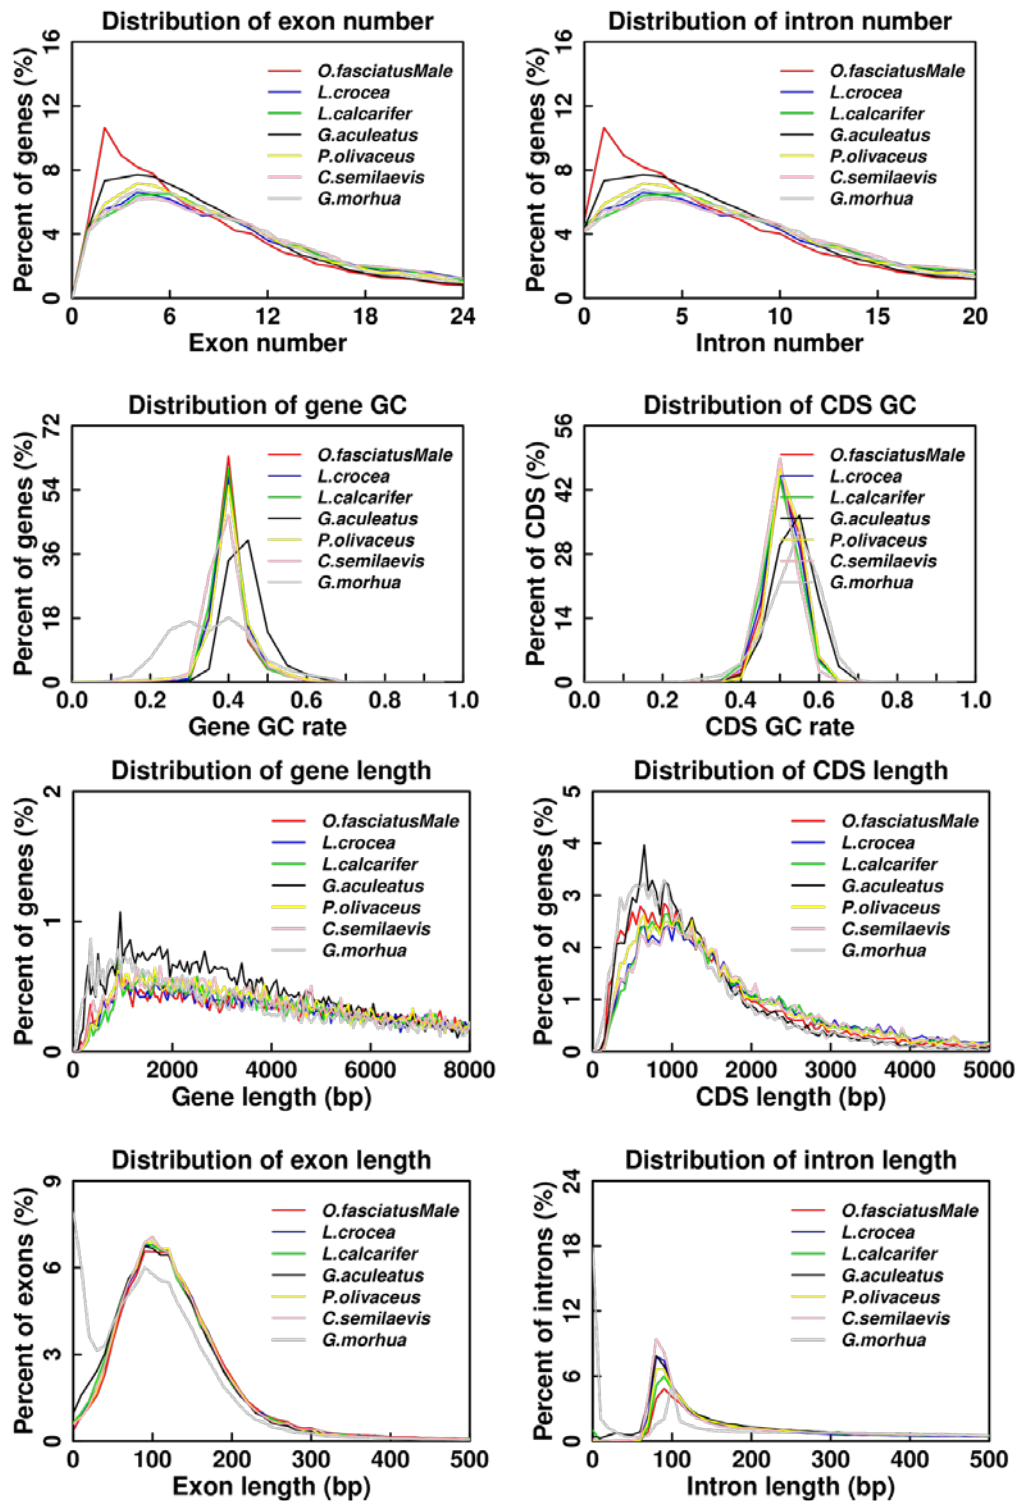 Distribution of exon number
Percent of genes (%)
16
12
8
4
0
O.fasciatusMale
L.crocea
L.calcarifer
G.aculeatus
P.olivaceus
C.semilaevis
G.morhua
0 6 12 18 24
Exon number
Distribution of intron number
Percent of genes (%)
16
12
8
4
0
O.fasciatusMale
L.crocea
L.calcarifer
G.aculeatus
P.olivaceus
C.semilaevis
G.morhua
0 5 10 15 20
Intron number
Distribution of gene GC
Percent of genes (%)
72
54
36
18
0
O.fasciatusMale
L.crocea
L.calcarifer
G.aculeatus
P.olivaceus
C.semilaevis
G.morhua
0 0.2 0.4 0.6 0.8 1.0
Gene GC rate
Distribution of CDS GC
Percent of CDS (%)
56
42
28
14
0
O.fasciatusMale
L.crocea
L.calcarifer
G.aculeatus
P.olivaceus
C.semilaevis
G.morhua
0.0 0.2 0.4 0.6 0.8 1.0
CDS GC rate
Distribution of gene length
Percent of genes (%)
2
1
0
O.fasciatusMale
L.crocea
L.calcarifer
G.aculeatus
P.olivaceus
C.semilaevis
G.morhua
0 2000 4000 6000 8000
Gene length (bp)
Distribution of CDS length
Percent of genes (%)
5
4
3
2
1
0
O.fasciatusMale
L.crocea
L.calcarifer
G.aculeatus
P.olivaceus
C.semilaevis
G.morhua
0 1000 2000 3000 4000 5000
CDS length (bp)
Distribution of exon length
Percent of exons (%)
9
6
3
0
O.fasciatusMale
L.crocea
L.calcarifer
G.aculeatus
P.olivaceus
C.semilaevis
G.morhua
0 100 200 300 400 500
Exon length (bp)
Distribution of intron length
Percent of introns (%)
24
18
12
6
0
O.fasciatusMale
L.crocea
L.calcarifer
G.aculeatus
P.olivaceus
C.semilaevis
G.morhua
0 100 200 300 400 500
Intron length (bp)